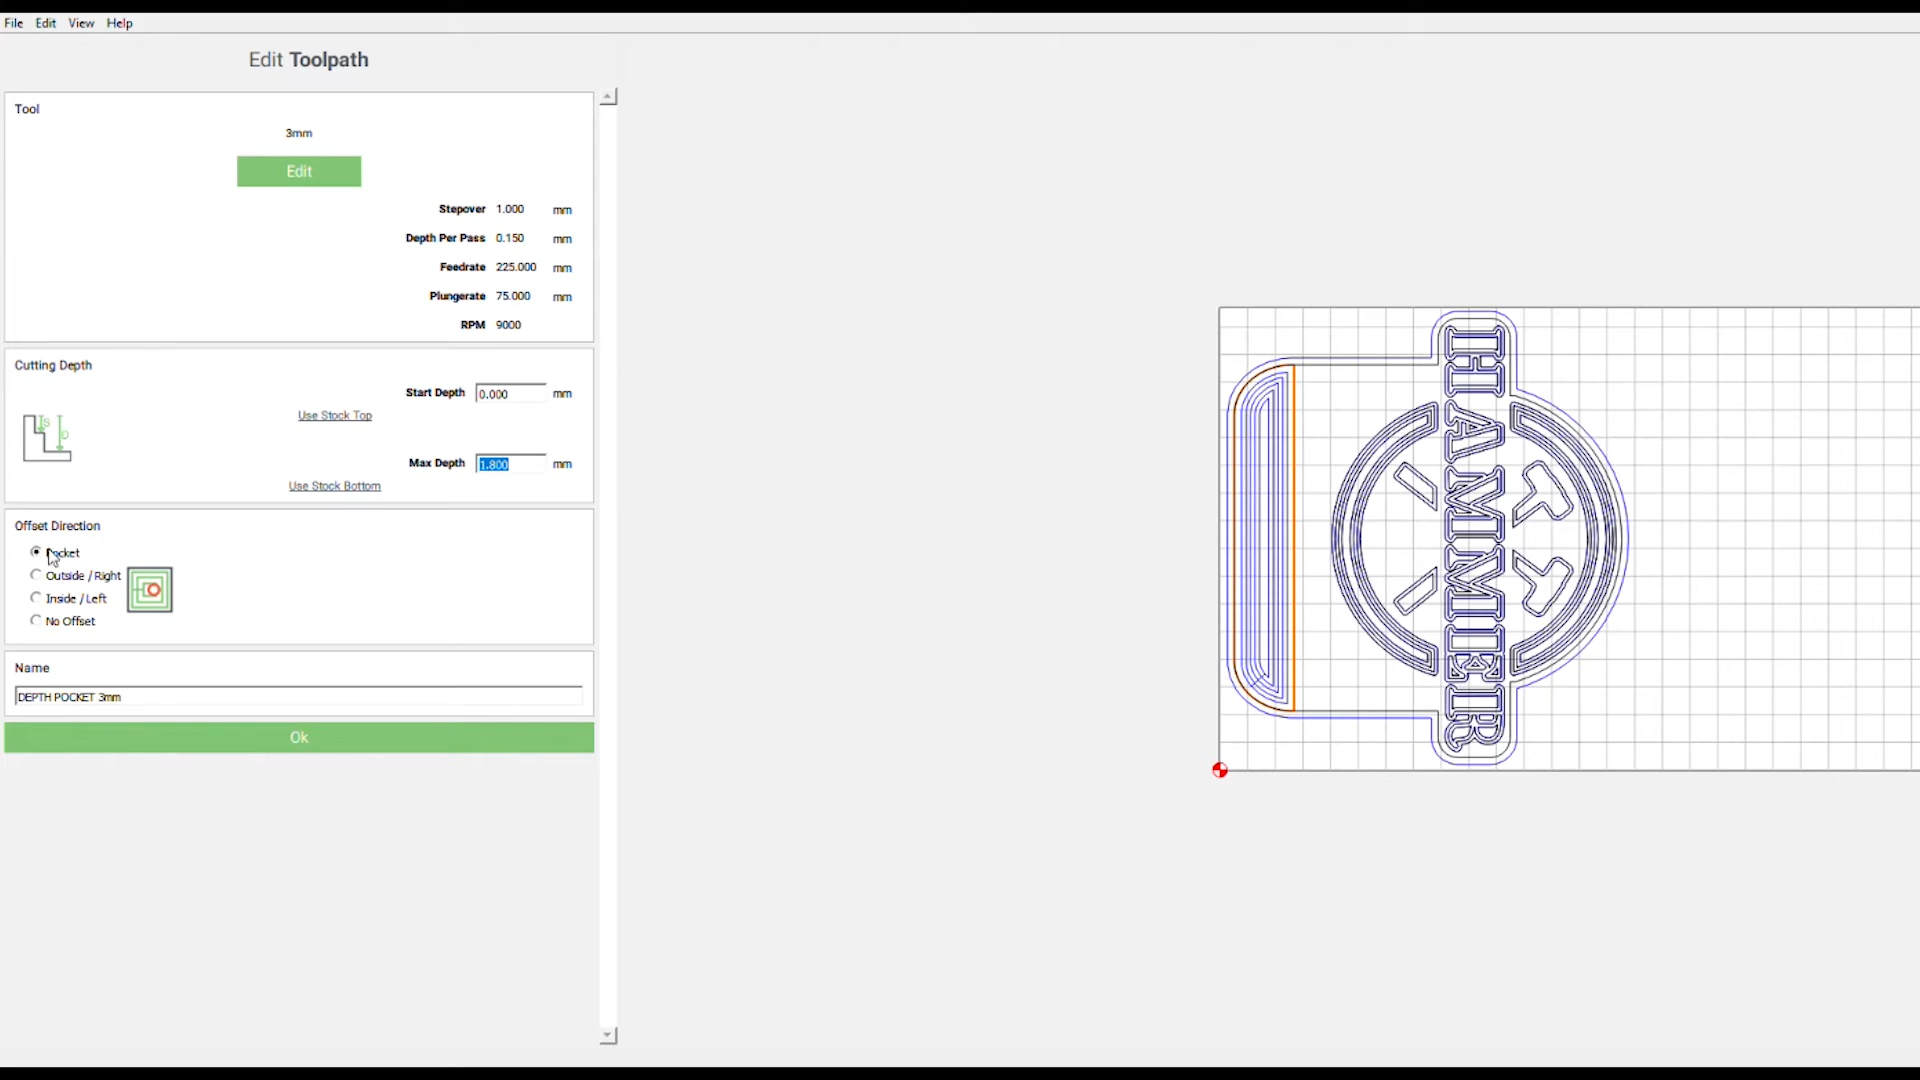 File Edit View Help
Edit Toolpath
Tool
3mm
Edit
Stepover 1.000 mm
Depth Per Pass 0.150 mm
Feedrate 225.000 mm
Plungerate 75.000 mm
RPM 9000
Cutting Depth
Start Depth 0.000 mm
Use Stock Top
S
D
Max Depth 1.800 mm
Use Stock Bottom
Offset Direction
Pocket
Outside / Right
Inside / Left
No Offset
Name
DEPTH POCKET 3mm
Ok
HAMMER